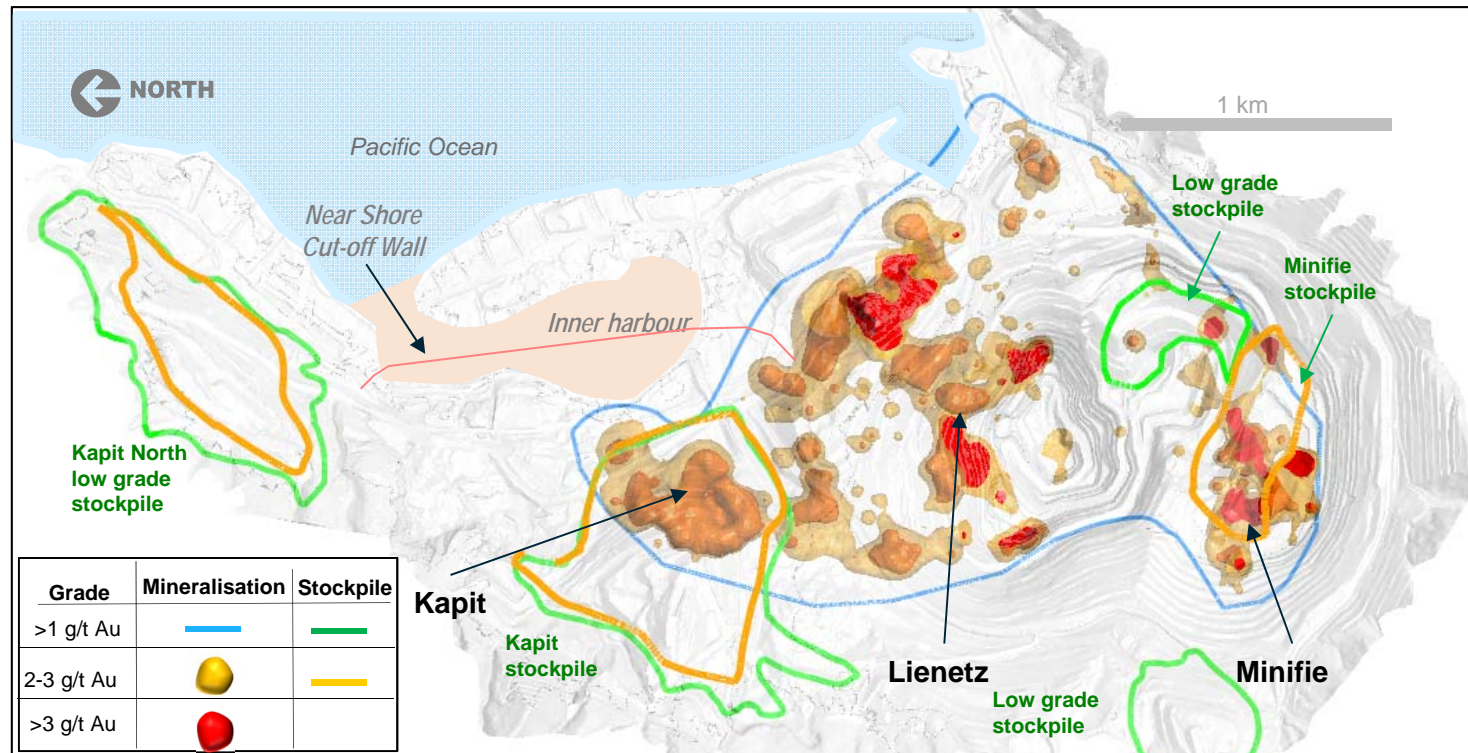 NORTH
1 km
Pacific Ocean
Low grade
stockpile
Near Shore
Cut-off Wall
Minifie
stockpile
Inner harbour
Kapit North
low grade
stockpile
Kapit
Kapit
stockpile
Lienetz
Minifie
Low grade
stockpile
Grade Mineralisation Stockpile
>1 g/t Au
2-3 g/t Au
>3 g/t Au